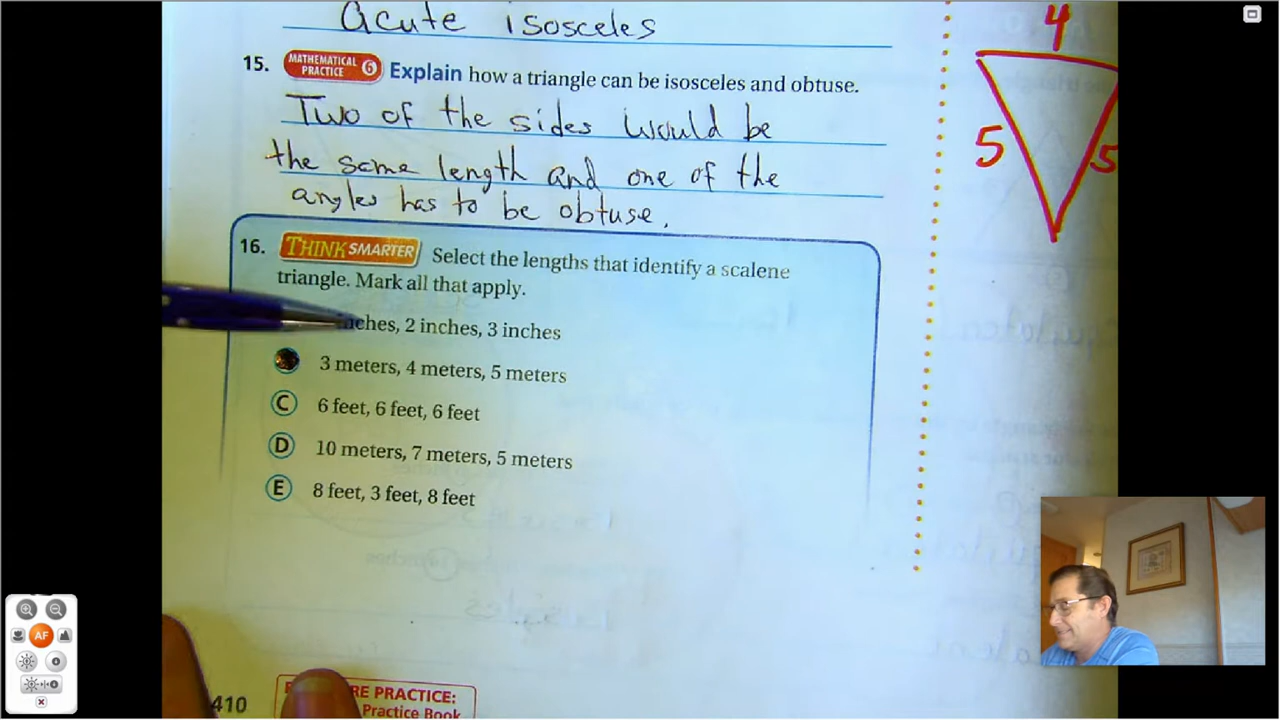 Acute isosceles
4
15. MATHEMATICAL PRACTICE 6 Explain how a triangle can be isosceles and obtuse.
Two of the sides would be
the same length and one of the
angles has to be obtuse.
5 5
16. THINK SMARTER Select the lengths that identify a scalene
triangle. Mark all that apply.
inches, 2 inches, 3 inches
3 meters, 4 meters, 5 meters
C 6 feet, 6 feet, 6 feet
D 10 meters, 7 meters, 5 meters
E 8 feet, 3 feet, 8 feet
410
RE PRACTICE:
Practice Book
AF